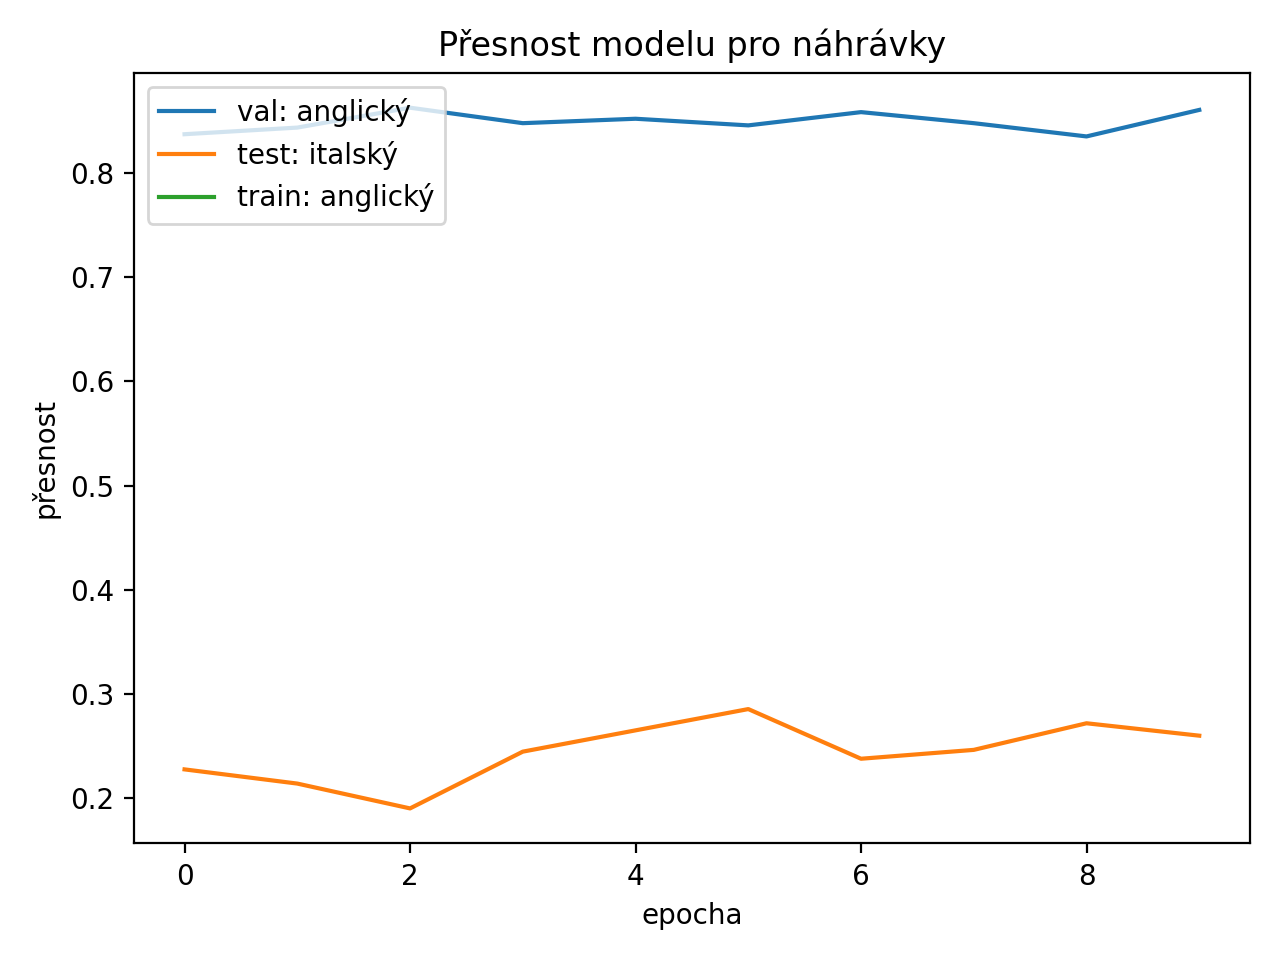 Přesnost modelu pro náhrávky
val: anglický
test: italský
train: anglický
0.8
0.7
0.6
0.5
0.4
0.3
0.2
přesnost
0 2 4 6 8
epocha